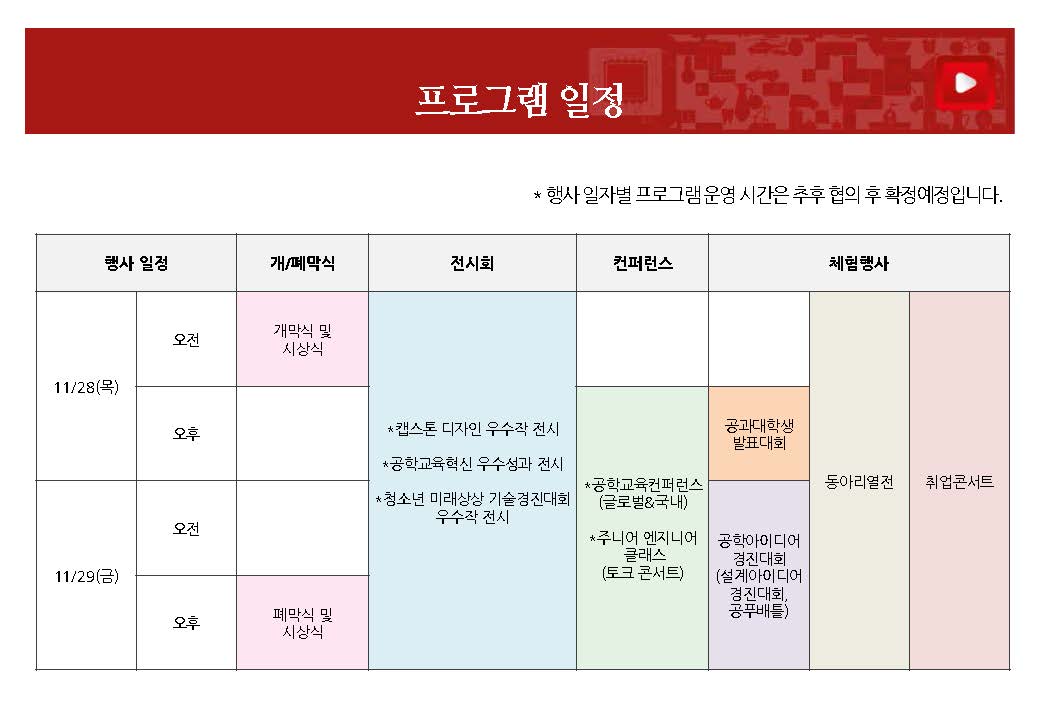 프로그램 일정
* 행사 일자별 프로그램 운영 시간은 추후 협의 후 확정예정입니다.
행사 일정
개/폐막식
전시회
컨퍼런스
체험행사
11/28(목)
오전
개막식 및
시상식
오후
*캡스톤 디자인 우수작 전시
*공학교육혁신 우수성과 전시
*청소년 미래상상 기술경진대회
우수작 전시
*공학교육컨퍼런스
(글로벌&국내)
*주니어 엔지니어
클래스
(토크 콘서트)
공과대학생
발표대회
동아리열전
취업콘서트
11/29(금)
오전
공학아이디어
경진대회
(설계아이디어
경진대회,
공푸배틀)
오후
폐막식 및
시상식